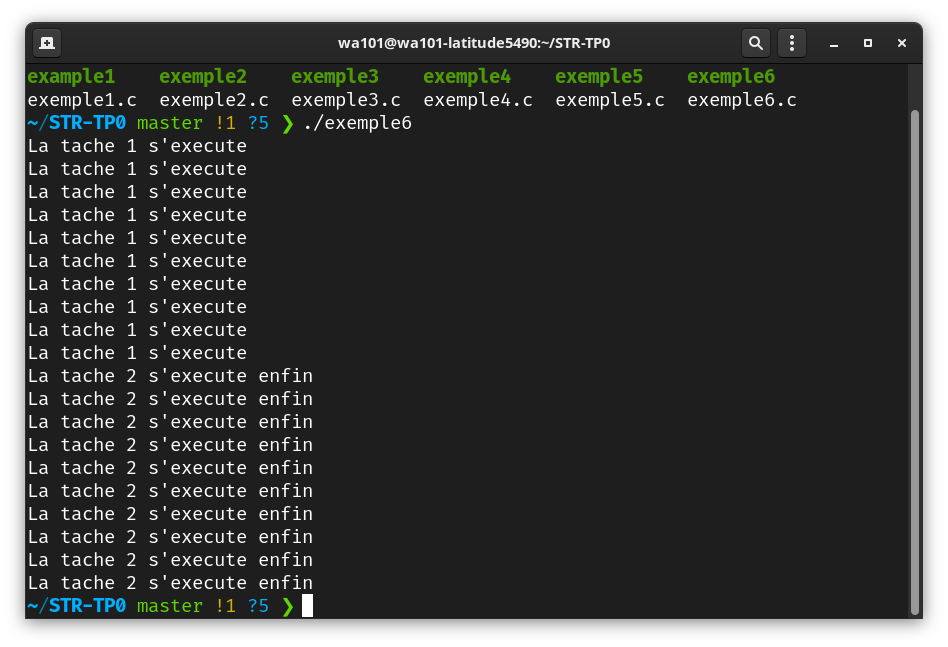 wa101@wa101-latitude5490:~/STR-TP0
example1 exemple2 exemple3 exemple4 exemple5 exemple6
exemple1.c exemple2.c exemple3.c exemple4.c exemple5.c exemple6.c
~/STR-TP0 master !1 ?5 ❯ ./exemple6
La tache 1 s'execute
La tache 1 s'execute
La tache 1 s'execute
La tache 1 s'execute
La tache 1 s'execute
La tache 1 s'execute
La tache 1 s'execute
La tache 1 s'execute
La tache 1 s'execute
La tache 1 s'execute
La tache 2 s'execute enfin
La tache 2 s'execute enfin
La tache 2 s'execute enfin
La tache 2 s'execute enfin
La tache 2 s'execute enfin
La tache 2 s'execute enfin
La tache 2 s'execute enfin
La tache 2 s'execute enfin
La tache 2 s'execute enfin
La tache 2 s'execute enfin
~/STR-TP0 master !1 ?5 ❯